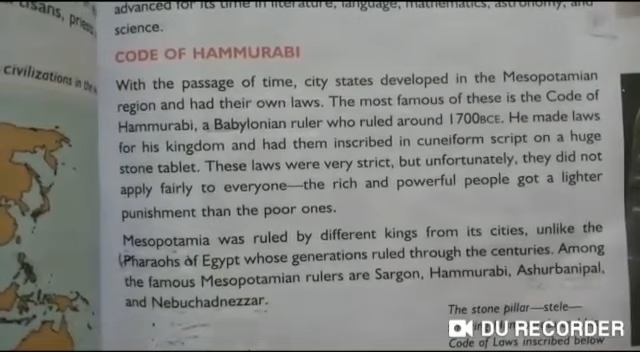 advanced for its time in literature, language, mathematics, astronomy, and
science.
CODE OF HAMMURABI
With the passage of time, city states developed in the Mesopotamian
region and had their own laws. The most famous of these is the Code of
Hammurabi, a Babylonian ruler who ruled around 1700BCE. He made laws
for his kingdom and had them inscribed in cuneiform script on a huge
stone tablet. These laws were very strict, but unfortunately, they did not
apply fairly to everyone—the rich and powerful people got a lighter
punishment than the poor ones.
Mesopotamia was ruled by different kings from its cities, unlike the
Pharaohs of Egypt whose generations ruled through the centuries. Among
the famous Mesopotamian rulers are Sargon, Hammurabi, Ashurbanipal,
and Nebuchadnezzar.
civilizations in the
The stone pillar—stele—
DU RECORDER
Code of Laws inscribed below